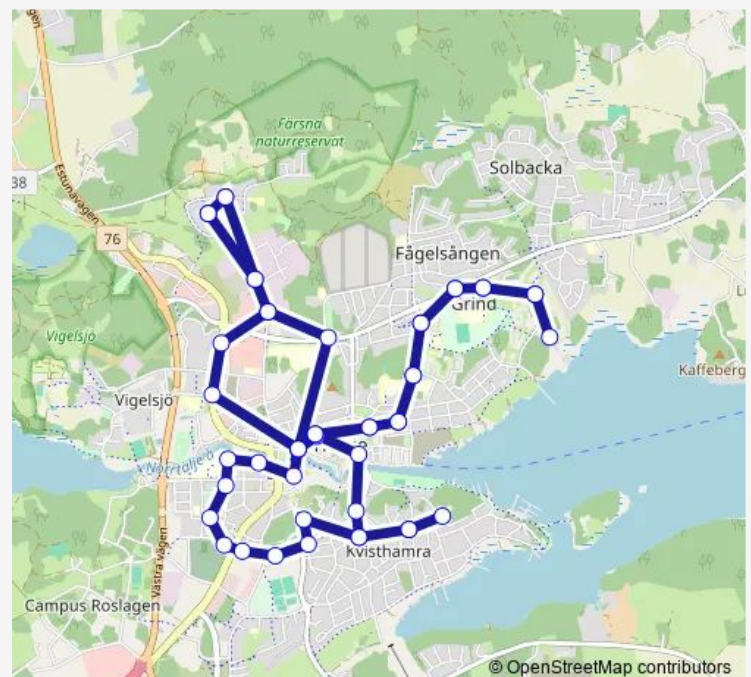 Färsna
naturreservat
Solbacka
38
Estunavägen
76
Fågelsången
Grind
Vigelsjö
Kaffeberg
Vigelsjö
Norrtälje å
Kvisthamra
Västra vägen
Campus Roslagen
© OpenStreetMap contributors